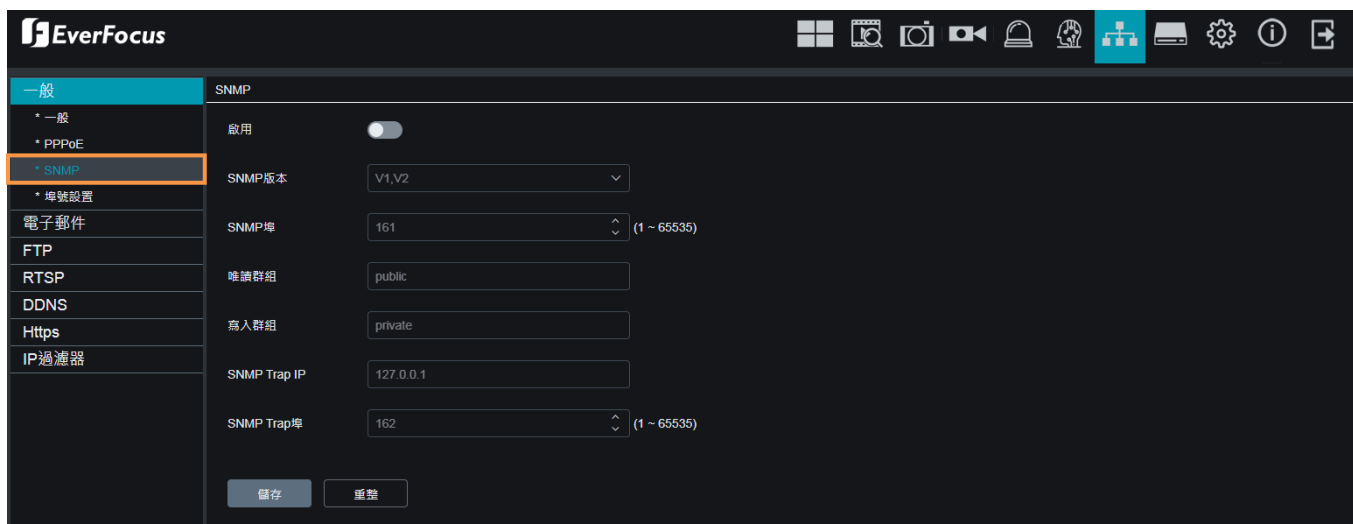 EverFocus
一般
* 一般
* PPPoE
* SNMP
* 埠號設置
電子郵件
FTP
RTSP
DDNS
Https
IP過濾器
SNMP
啟用
SNMP版本 V1,V2
SNMP埠 161 (1 ~ 65535)
唯讀群組 public
寫入群組 private
SNMP Trap IP 127.0.0.1
SNMP Trap埠 162 (1 ~ 65535)
儲存 重整